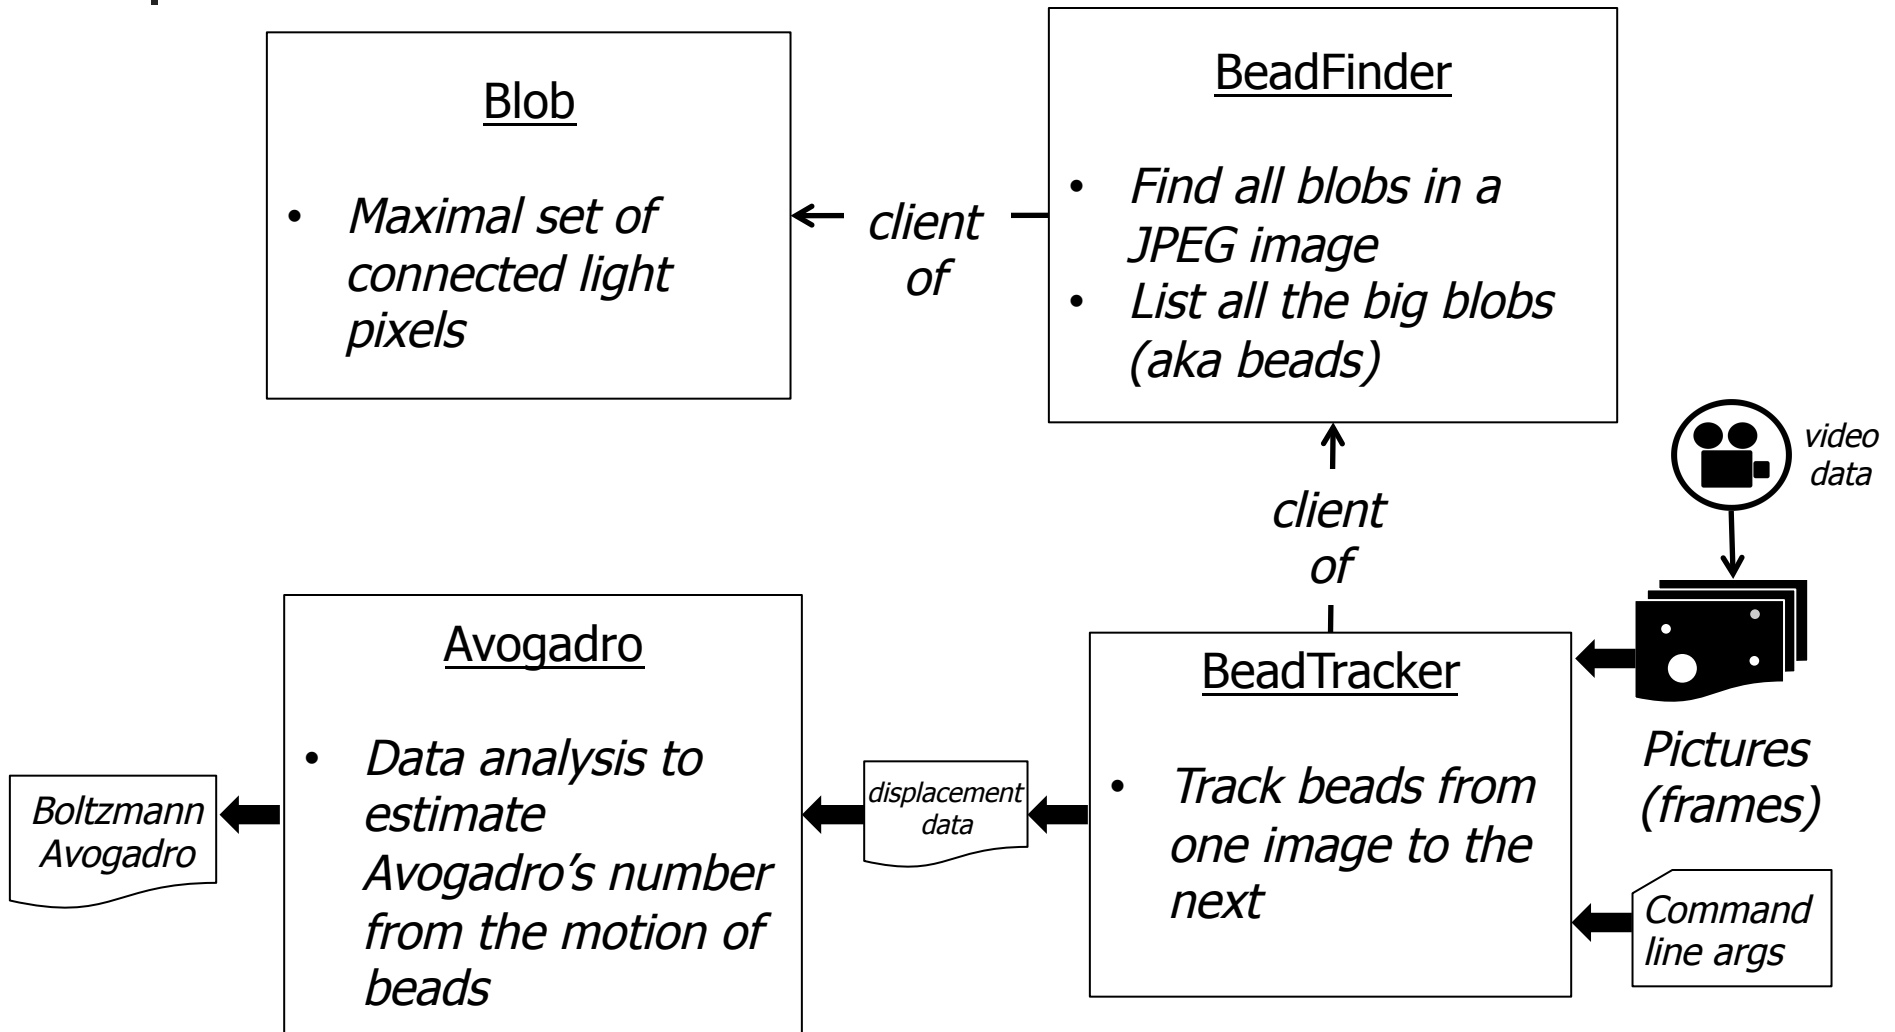 Blob
• Maximal set of
connected light
pixels
client
of
BeadFinder
• Find all blobs in a
JPEG image
• List all the big blobs
(aka beads)
video
data
client
of
Pictures
(frames)
Command
line args
BeadTracker
• Track beads from
one image to the
next
displacement
data
Avogadro
• Data analysis to
estimate
Avogadro’s number
from the motion of
beads
Boltzmann
Avogadro